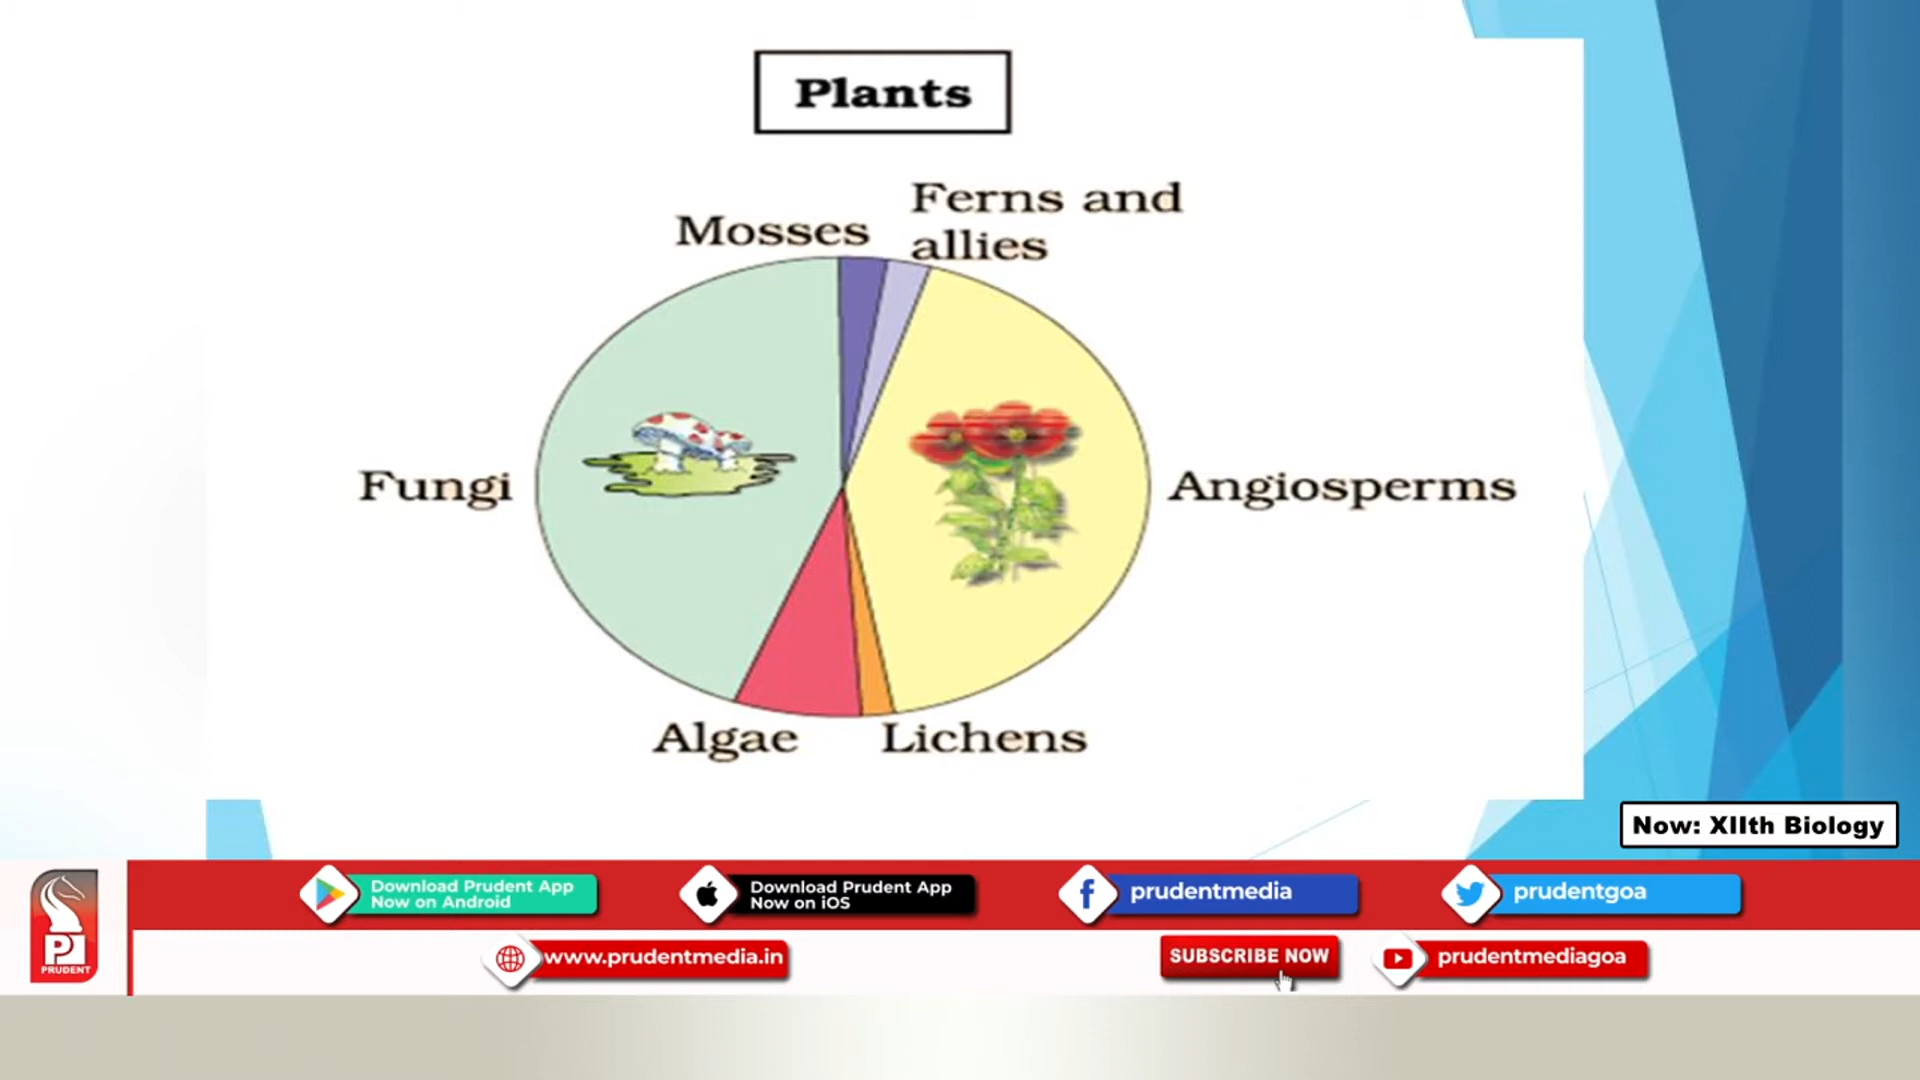 Plants
Ferns and
allies
Mosses
Fungi
Angiosperms
Algae
Lichens
Now: XIIth Biology
Download Prudent App
Now on Android
Download Prudent App
Now on iOS
prudentmedia
prudentgoa
PRUDENT
www.prudentmedia.in
SUBSCRIBE NOW
prudentmediagoa